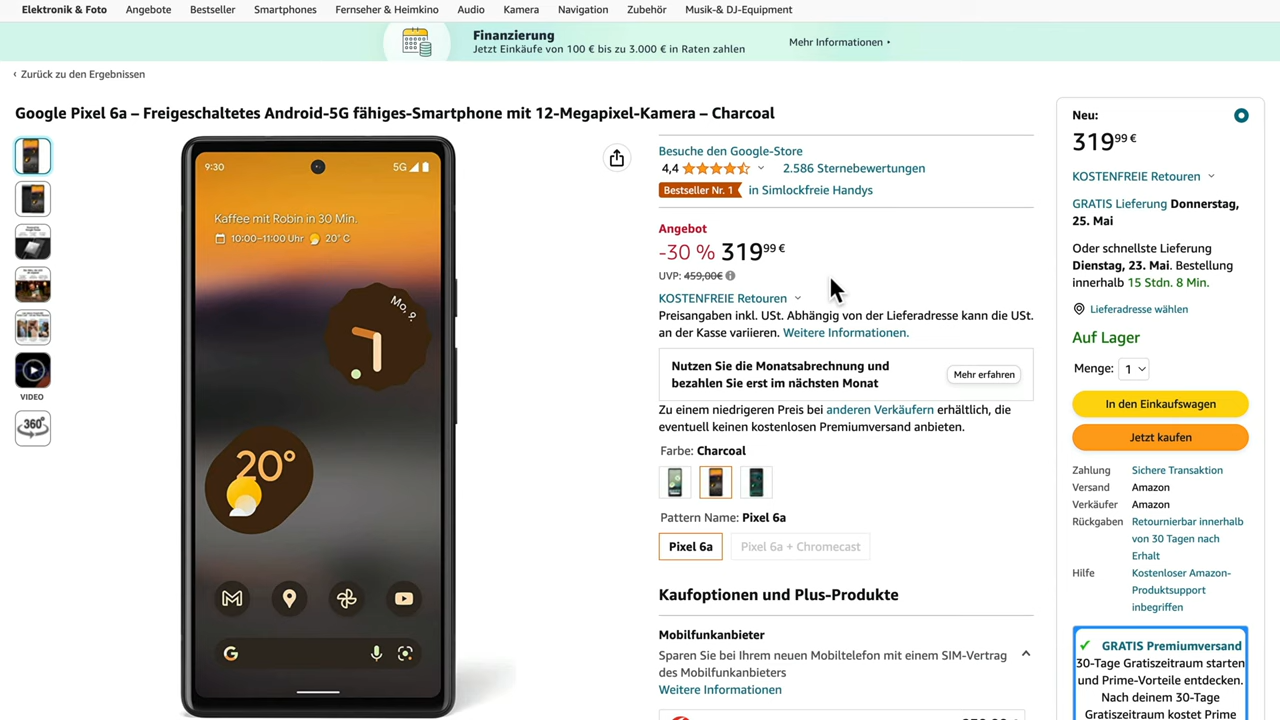 Elektronik & Foto Angebote Bestseller Smartphones Fernseher & Heimkino Audio Kamera Navigation Zubehör Musik-& DJ-Equipment
Finanzierung
Jetzt Einkäufe von 100 € bis zu 3.000 € in Raten zahlen
Mehr Informationen
‹ Zurück zu den Ergebnissen
Google Pixel 6a – Freigeschaltetes Android-5G fähiges-Smartphone mit 12-Megapixel-Kamera – Charcoal
VIDEO
360°
9:30 5G
Kaffee mit Robin in 30 Min.
10:00–11:00 Uhr 20° C
Mo, 9.
20°
G
Besuche den Google-Store
4,4 2.586 Sternebewertungen
Bestseller Nr. 1 in Simlockfreie Handys
Angebot
-30 % 319,99 €
UVP: 459,00€
KOSTENFREIE Retouren
Preisangaben inkl. USt. Abhängig von der Lieferadresse kann die USt.
an der Kasse variieren. Weitere Informationen.
Nutzen Sie die Monatsabrechnung und
bezahlen Sie erst im nächsten Monat
Mehr erfahren
Zu einem niedrigeren Preis bei anderen Verkäufern erhältlich, die
eventuell keinen kostenlosen Premiumversand anbieten.
Farbe: Charcoal
Pattern Name: Pixel 6a
Pixel 6a Pixel 6a + Chromecast
Kaufoptionen und Plus-Produkte
Mobilfunkanbieter
Sparen Sie bei Ihrem neuen Mobiltelefon mit einem SIM-Vertrag
des Mobilfunkanbieters
Weitere Informationen
Neu:
319,99 €
KOSTENFREIE Retouren
GRATIS Lieferung Donnerstag,
25. Mai
Oder schnellste Lieferung
Dienstag, 23. Mai. Bestellung
innerhalb 15 Stdn. 8 Min.
Lieferadresse wählen
Auf Lager
Menge: 1
In den Einkaufswagen
Jetzt kaufen
Zahlung Sichere Transaktion
Versand Amazon
Verkäufer Amazon
Rückgaben Retournierbar innerhalb
von 30 Tagen nach
Erhalt
Hilfe Kostenloser Amazon-
Produktsupport
inbegriffen
GRATIS Premiumversand
30-Tage Gratiszeitraum starten
und Prime-Vorteile entdecken.
Nach deinem 30-Tage
Gratiszeitraum kostet Prime